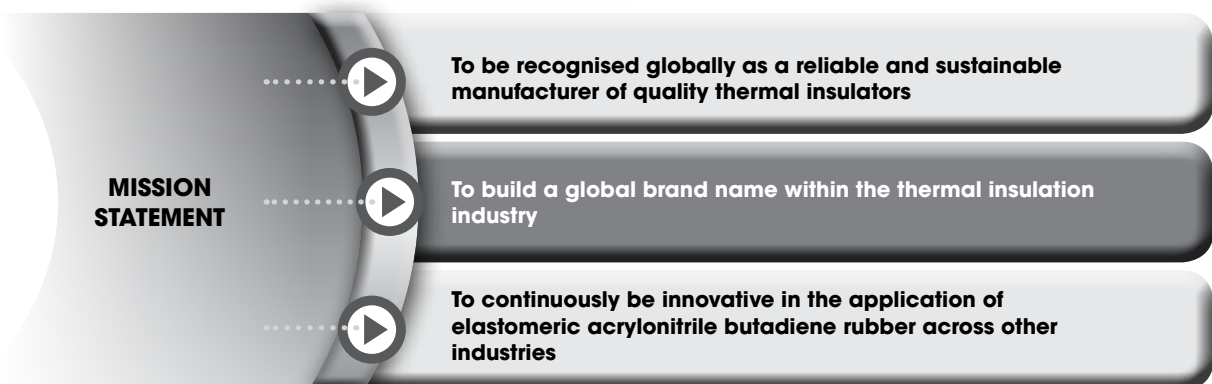 MISSION
STATEMENT
To be recognised globally as a reliable and sustainable
manufacturer of quality thermal insulators
To build a global brand name within the thermal insulation
industry
To continuously be innovative in the application of
elastomeric acrylonitrile butadiene rubber across other
industries